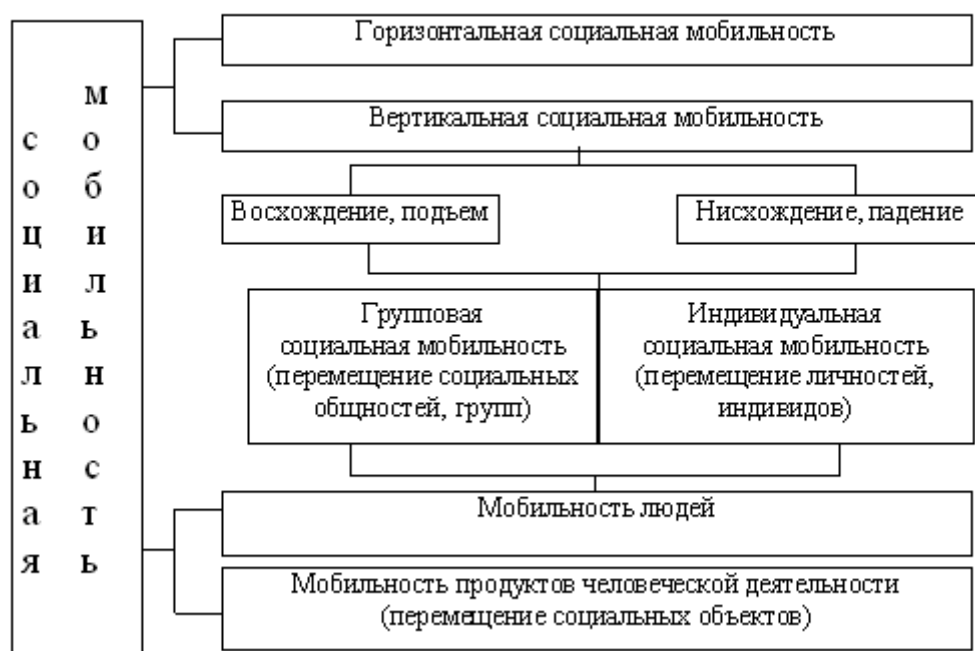 социальная
мобильность
Горизонтальная социальная мобильность
Вертикальная социальная мобильность
Восхождение, подъем
Нисхождение, падение
Групповая
социальная мобильность
(перемещение социальных
общностей, групп)
Индивидуальная
социальная мобильность
(перемещение личностей,
индивидов)
Мобильность людей
Мобильность продуктов человеческой деятельности
(перемещение социальных объектов)